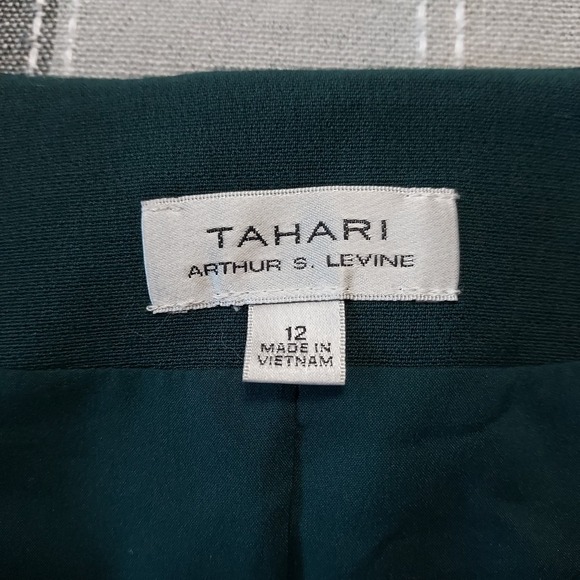 TAHARI
ARTHUR S. LEVINE
12
MADE IN
VIETNAM